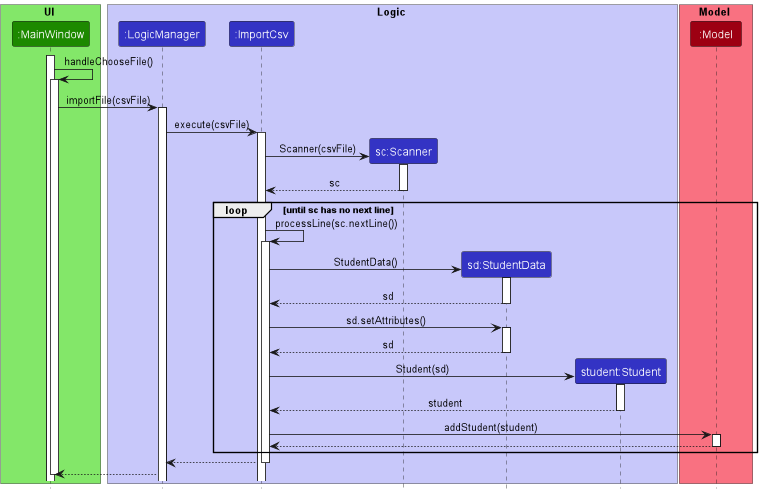 UI
Logic
Model
:MainWindow
:LogicManager
:ImportCsv
:Model
handleChooseFile()
importFile(csvFile)
execute(csvFile)
Scanner(csvFile)
sc:Scanner
sc
loop
[until sc has no next line]
processLine(sc.nextLine())
StudentData()
sd:StudentData
sd
sd.setAttributes()
sd
Student(sd)
student:Student
student
addStudent(student)